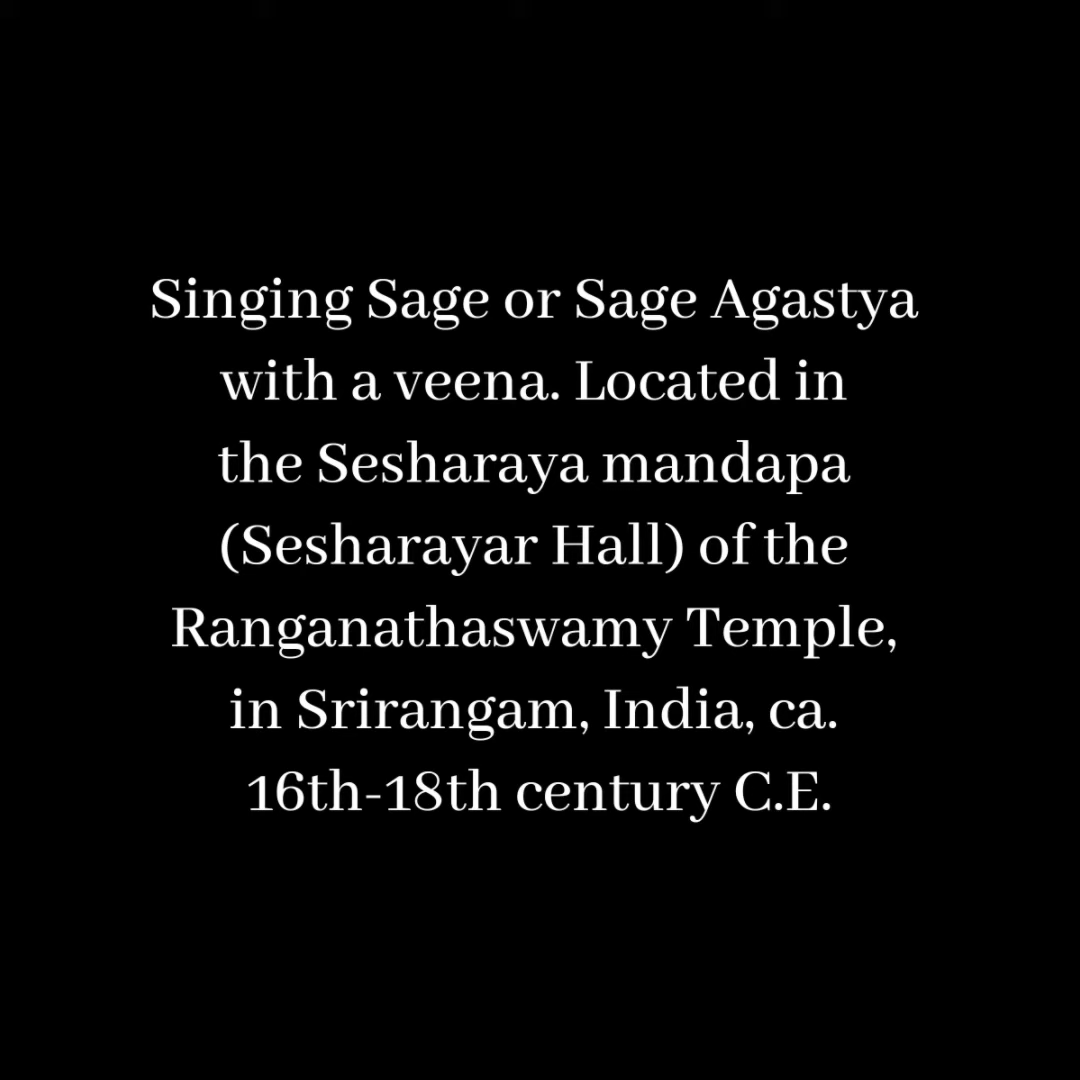 Singing Sage or Sage Agastya
with a veena. Located in
the Sesharaya mandapa
(Sesharayar Hall) of the
Ranganathaswamy Temple,
in Srirangam, India, ca.
16th-18th century C.E.